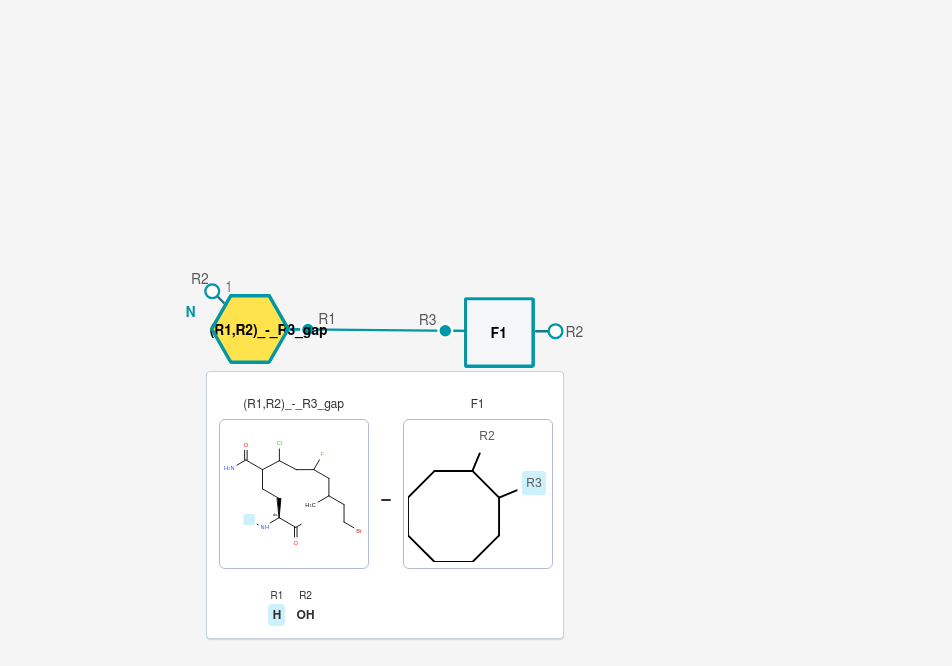 R2
1
N
(R1,R2)_-_R3_gap
R1
R3
F1
R2
(R1,R2)_-_R3_gap
F1
O
Cl
F
H₂N
H₃C
NH
O
Br
R2
R3
–
R1 R2
H OH